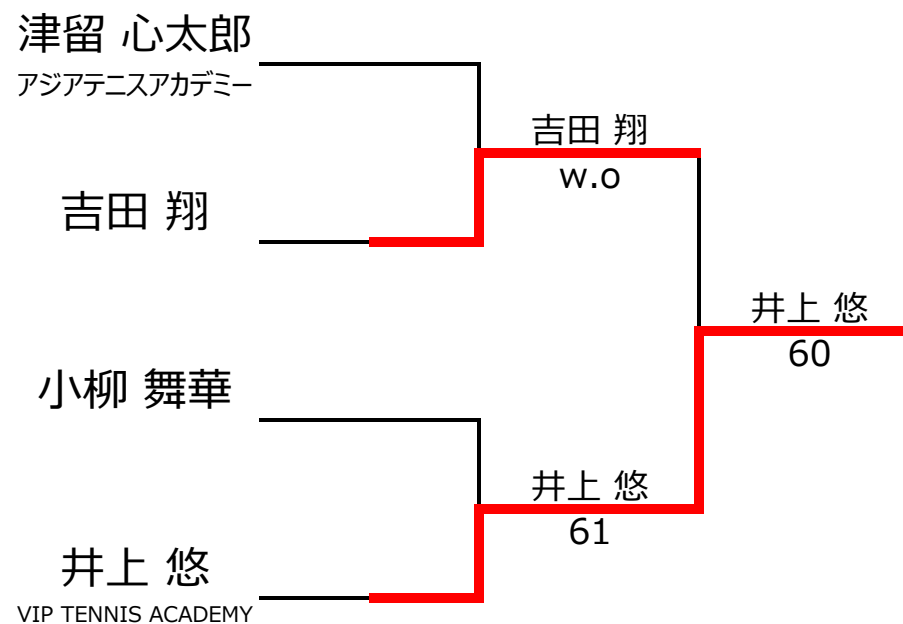 津留 心太郎
アジアテニスアカデミー
吉田 翔
w.o
吉田 翔
井上 悠
60
小柳 舞華
井上 悠
61
井上 悠
VIP TENNIS ACADEMY